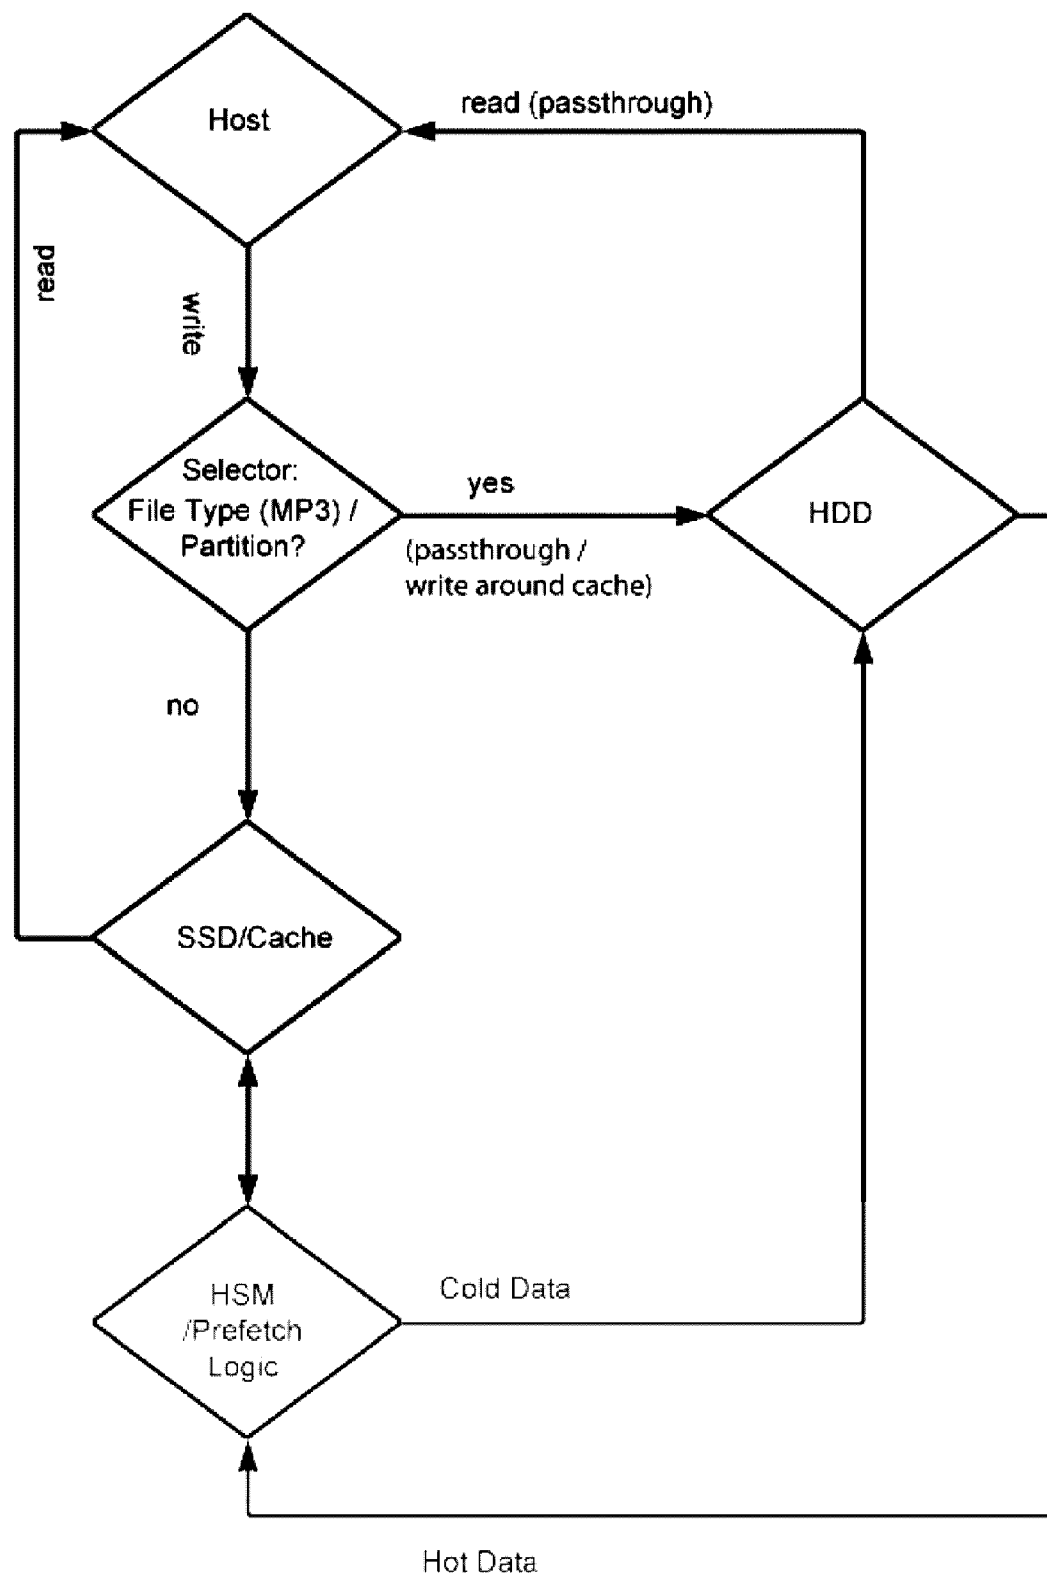 Host
read (passthrough)
read
write
Selector:
File Type (MP3) /
Partition?
yes
(passthrough /
write around cache)
HDD
no
SSD/Cache
HSM
/Prefetch
Logic
Cold Data
Hot Data